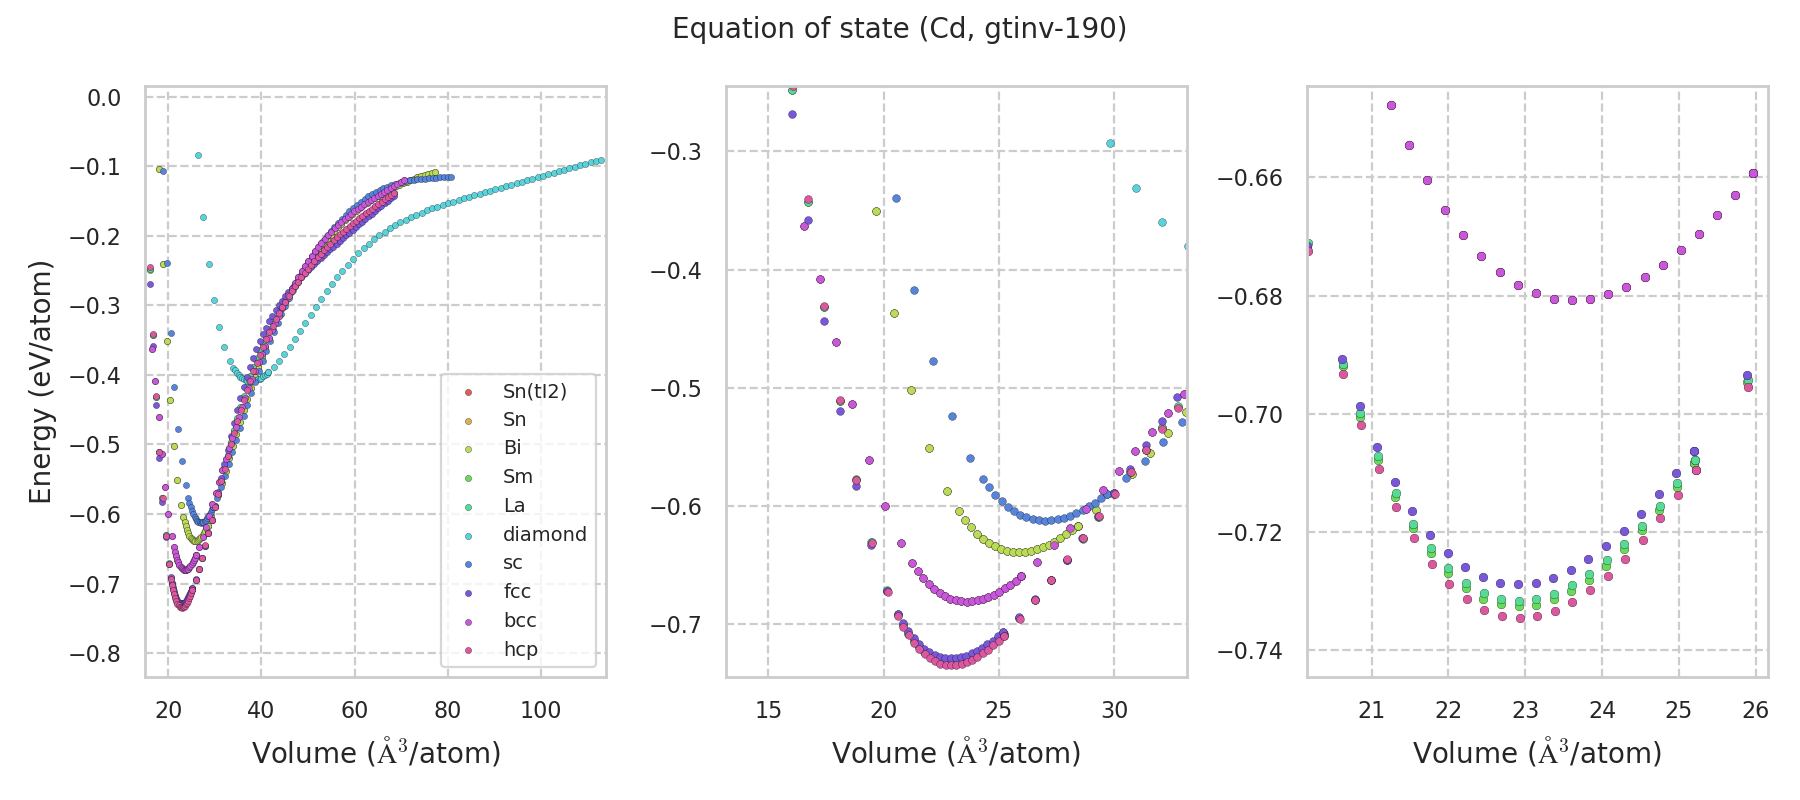 Equation of state (Cd, gtinv-190)
Energy (eV/atom)
0.0
−0.1
−0.2
−0.3
−0.4
−0.5
−0.6
−0.7
−0.8
20
40
60
80
100
Volume (Å³/atom)
Sn(tI2)
Sn
Bi
Sm
La
diamond
sc
fcc
bcc
hcp
−0.3
−0.4
−0.5
−0.6
−0.7
15
20
25
30
Volume (Å³/atom)
−0.66
−0.68
−0.70
−0.72
−0.74
21
22
23
24
25
26
Volume (Å³/atom)